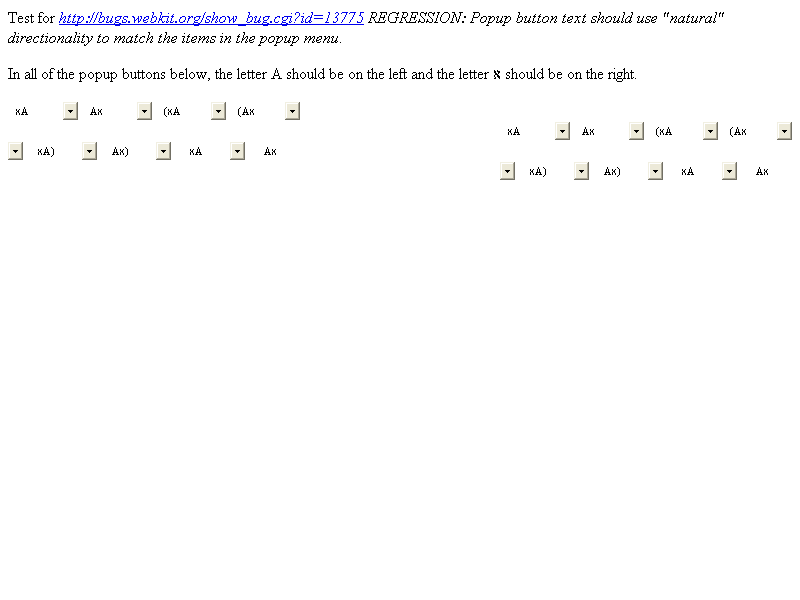 Test for http://bugs.webkit.org/show_bug.cgi?id=13775 REGRESSION: Popup button text should use "natural"
directionality to match the items in the popup menu.
In all of the popup buttons below, the letter A should be on the left and the letter א should be on the right.
אA Aא (אA (Aא
אA Aא (אA (Aא
אA) Aא) אA Aא
אA) Aא) אA Aא